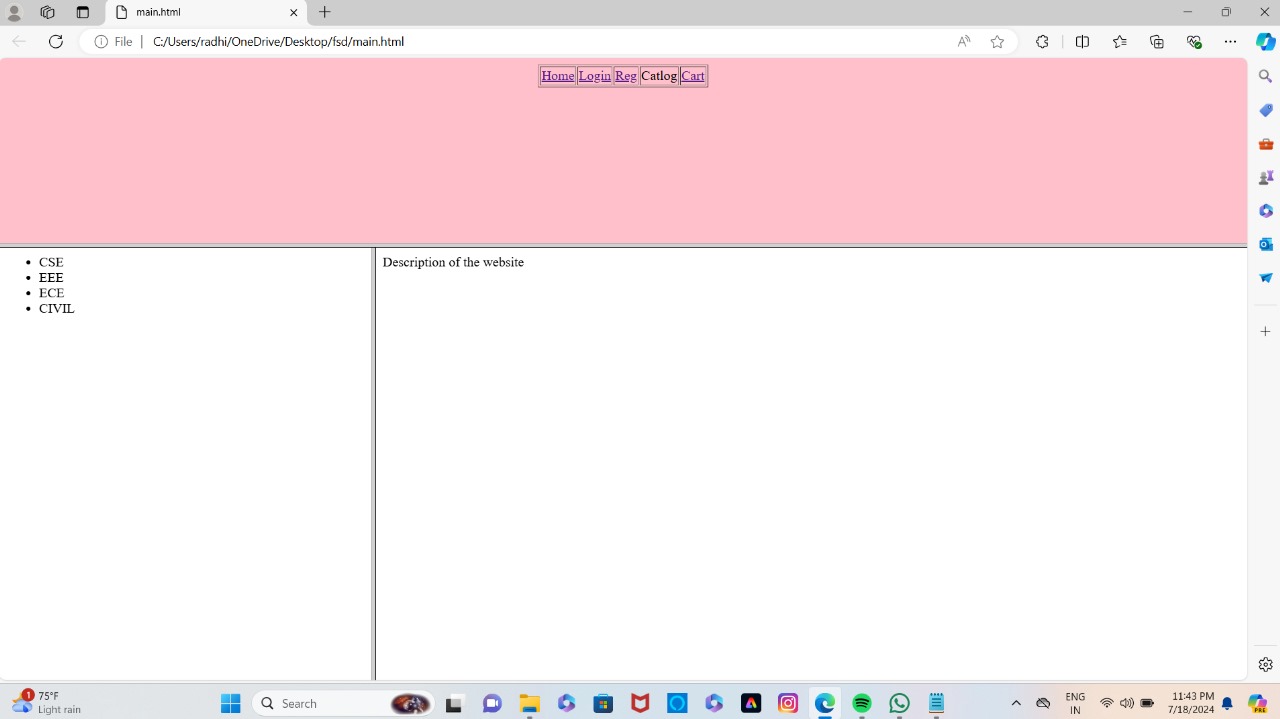 main.html
File
C:/Users/radhi/OneDrive/Desktop/fsd/main.html
Home Login Reg Catlog Cart
CSE
EEE
ECE
CIVIL
Description of the website
1
75°F
Light rain
Search
ENG
IN
11:43 PM
7/18/2024
PRE